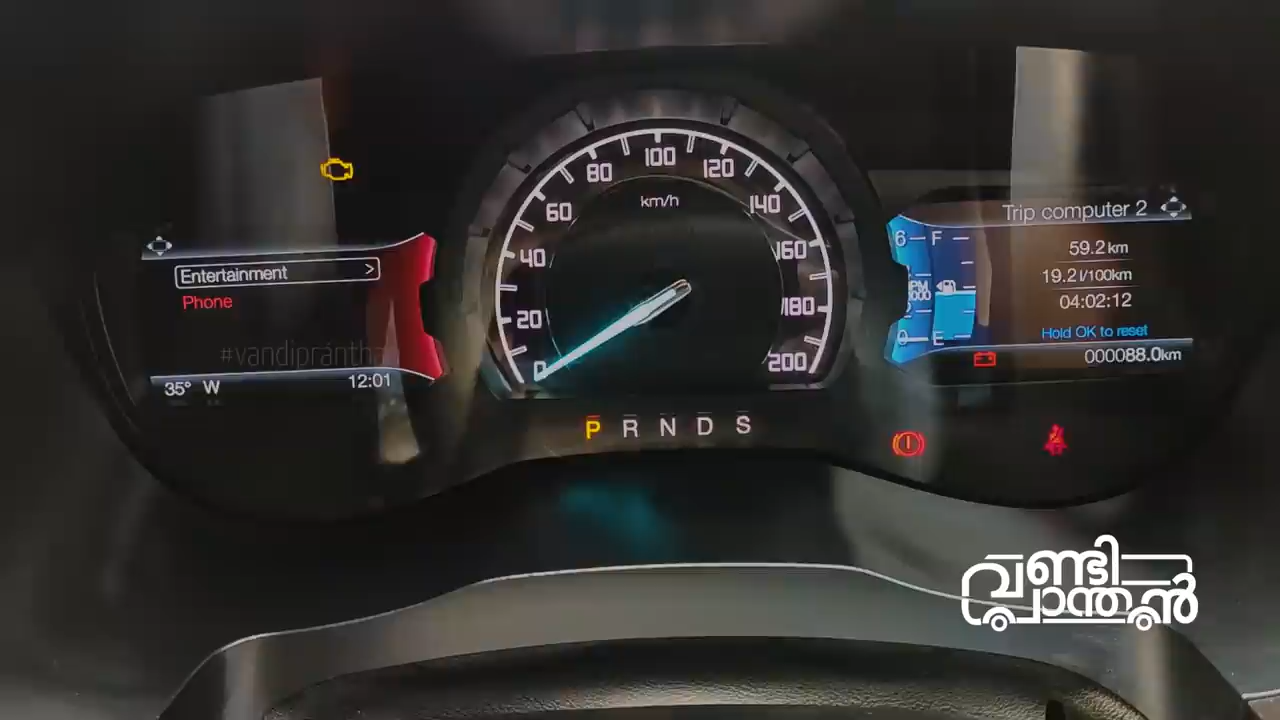 Entertainment >
Phone
#vandiprántha
35° W 12:01
0 20 40 60 80 100 120 140 160 180 200
km/h
P R N D S
Trip computer 2
6 F
59.2 km
19.2 l/100km
04:02:12
0 E
Hold OK to reset
000088.0km
വണ്ടി
പ്രാന്തൻ